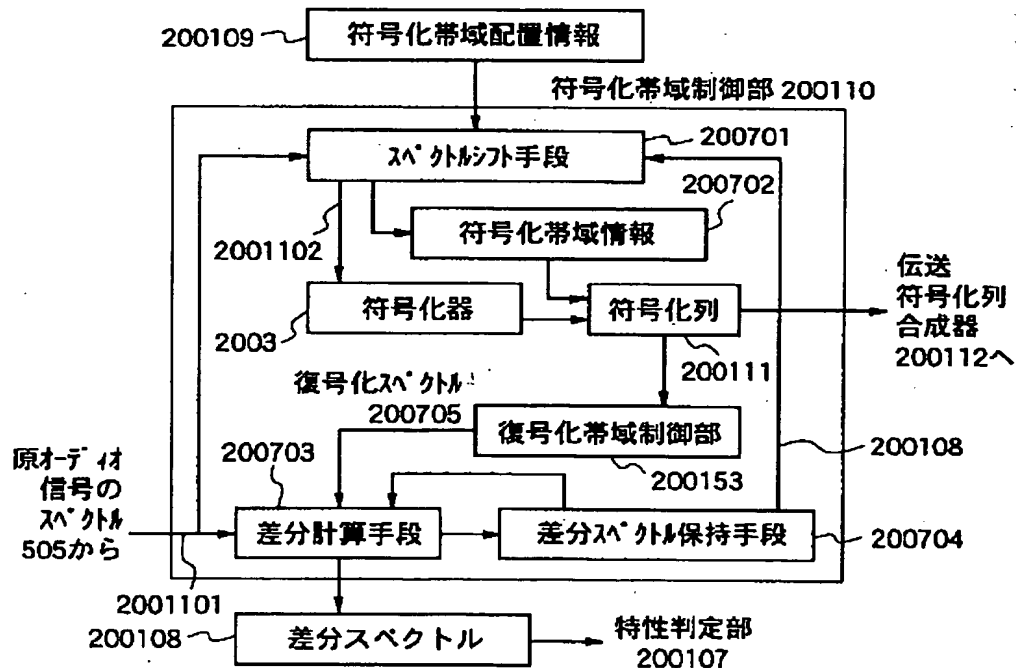 200109
符号化帯域配置情報
符号化帯域制御部 200110
200701
スペクトルシフト手段
200702
符号化帯域情報
2001102
符号化器
符号化列
2003
200111
伝送
符号化列
合成器
200112へ
復号化スペクトル
200705
復号化帯域制御部
200153
200108
200703
原オーディオ
信号の
スペクトル
505から
差分計算手段
差分スペクトル保持手段
200704
2001101
200108
差分スペクトル
特性判定部
200107